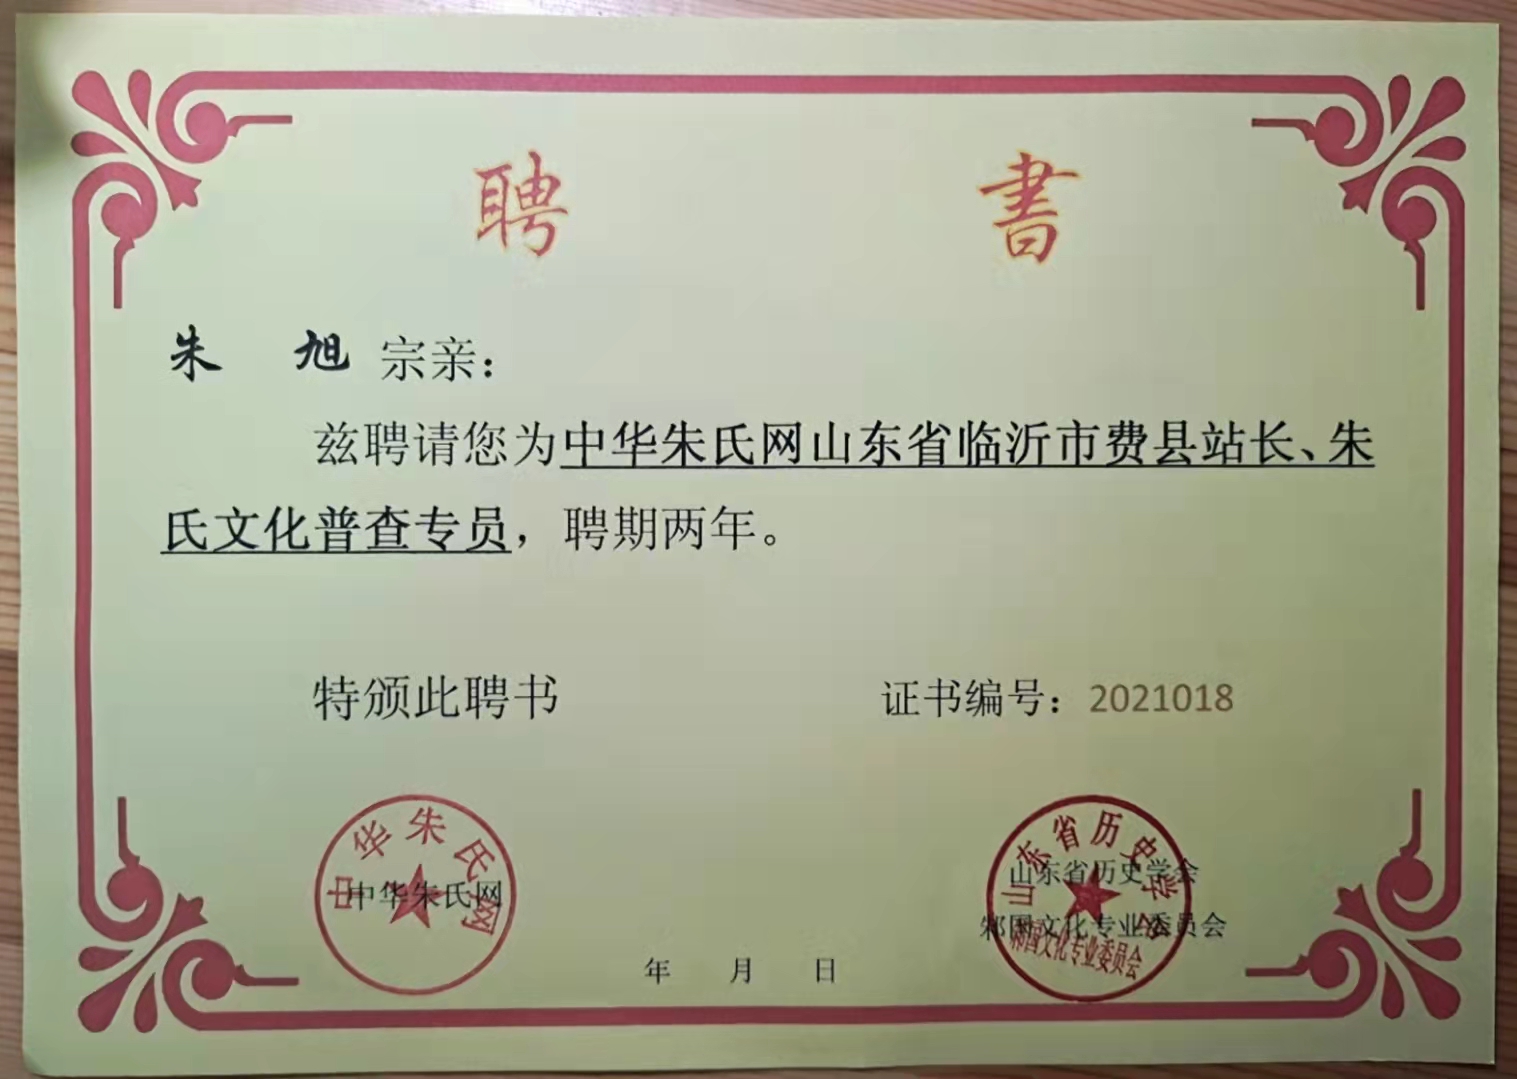 聘 書
朱 旭 宗亲：
兹聘请您为中华朱氏网山东省临沂市费县站长、朱
氏文化普查专员，聘期两年。
特颁此聘书
证书编号：2021018
中华朱氏网
中华朱氏网
山东省历史学会
山东省历史学会
邾国文化专业委员会
邾国文化专业委员会
年 月 日